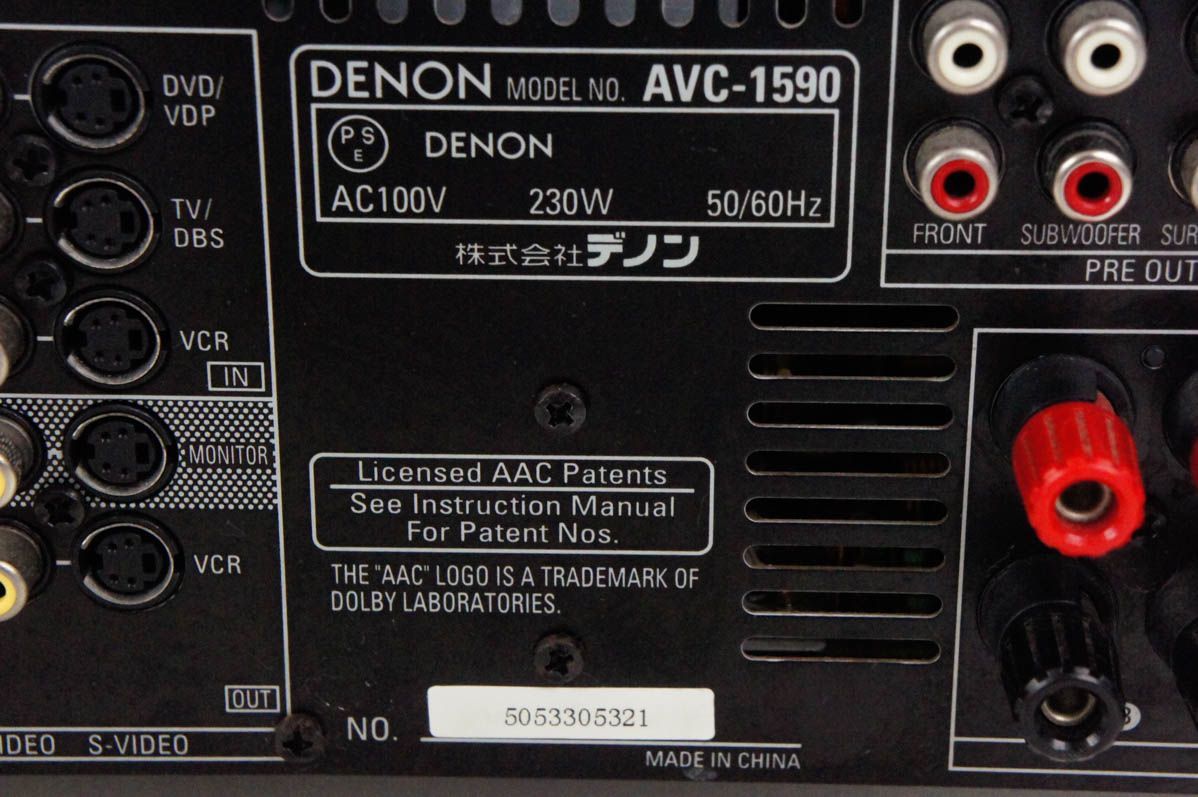 DVD/
VDP
TV/
DBS
VCR
IN
MONITOR
VCR
OUT
S-VIDEO
DENON MODEL NO. AVC-1590
PSE DENON
AC100V 230W 50/60Hz
株式会社デノン
Licensed AAC Patents
See Instruction Manual
For Patent Nos.
THE "AAC" LOGO IS A TRADEMARK OF
DOLBY LABORATORIES.
NO. 5053305321
MADE IN CHINA
FRONT SUBWOOFER
PRE OUT